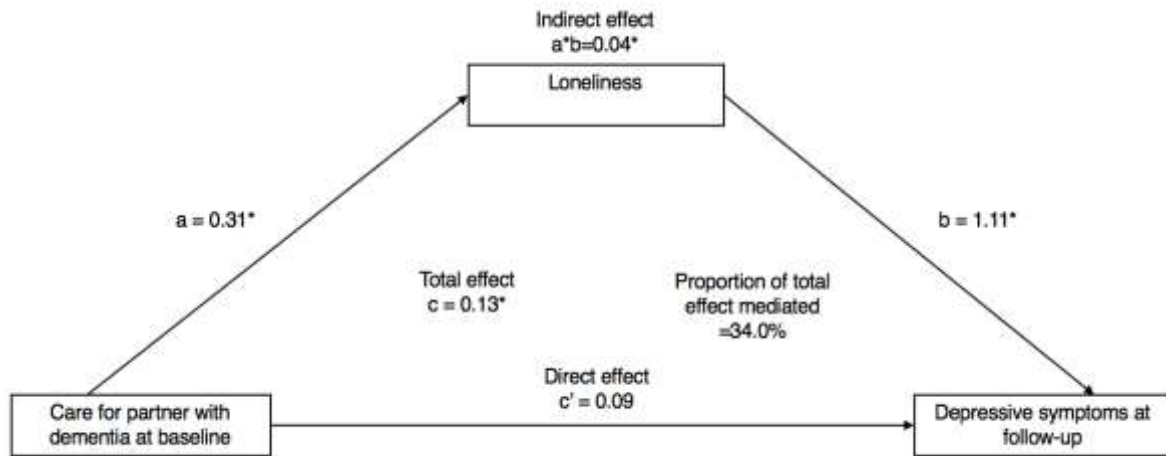 Indirect effect
a*b=0.04*
Loneliness
a = 0.31*
b = 1.11*
Total effect
c = 0.13*
Proportion of total
effect mediated
=34.0%
Direct effect
c' = 0.09
Care for partner with
dementia at baseline
Depressive symptoms at
follow-up